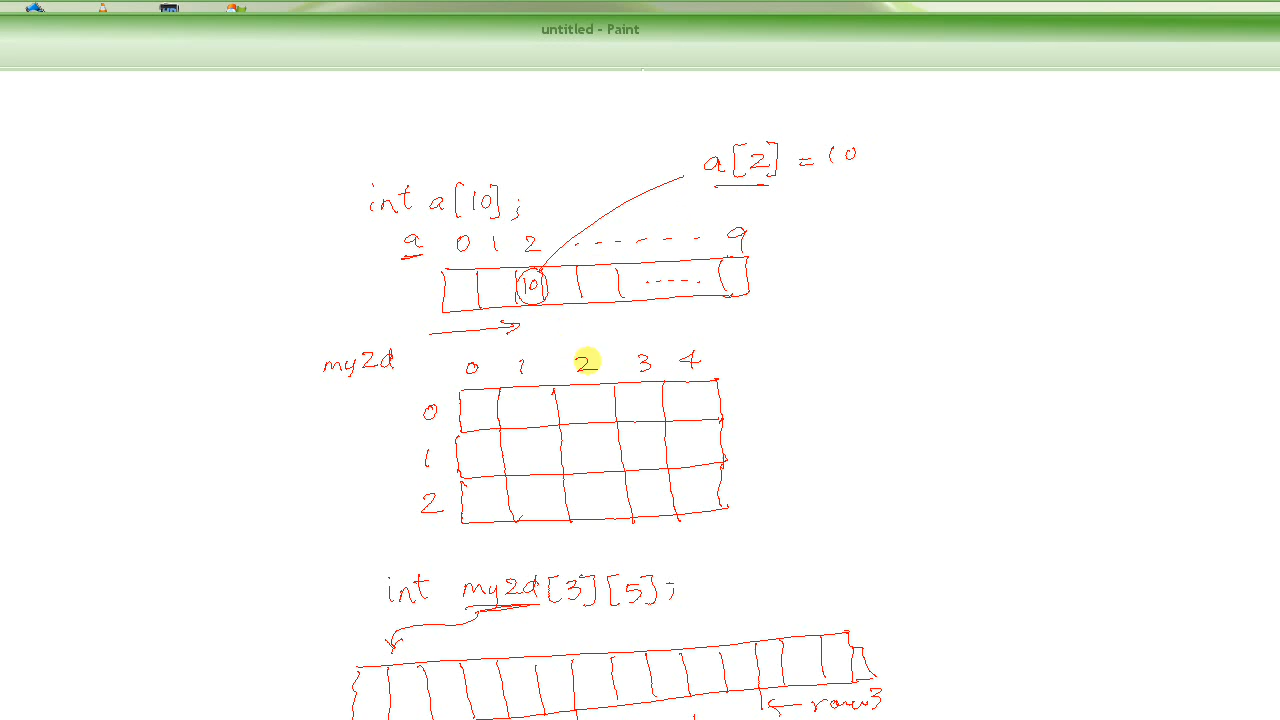 untitled - Paint
a[2] = 10
int a[10];
a 0 1 2 - - - - - - - 9
10 - - - - -
my2d 0 1 2 3 4
0
1
2
int my2d[3][5];
← row3